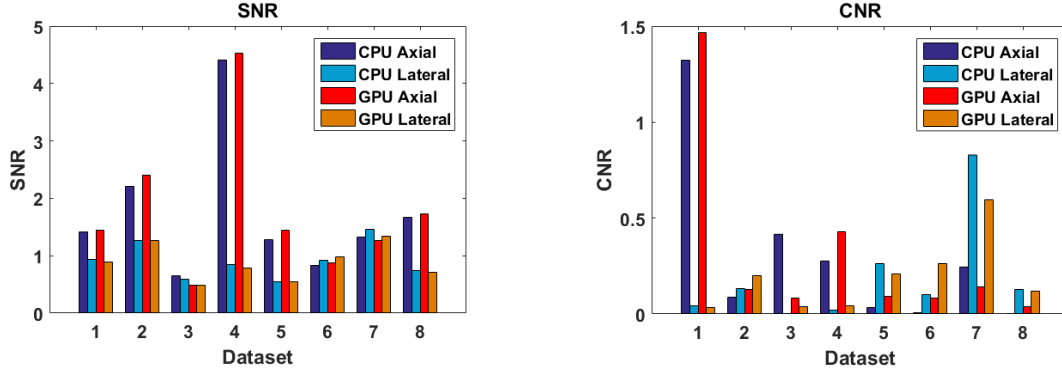 SNR
5
4
3
2
1
0
SNR
CPU Axial
CPU Lateral
GPU Axial
GPU Lateral
1 2 3 4 5 6 7 8
Dataset
CNR
1.5
1
0.5
0
CNR
CPU Axial
CPU Lateral
GPU Axial
GPU Lateral
1 2 3 4 5 6 7 8
Dataset